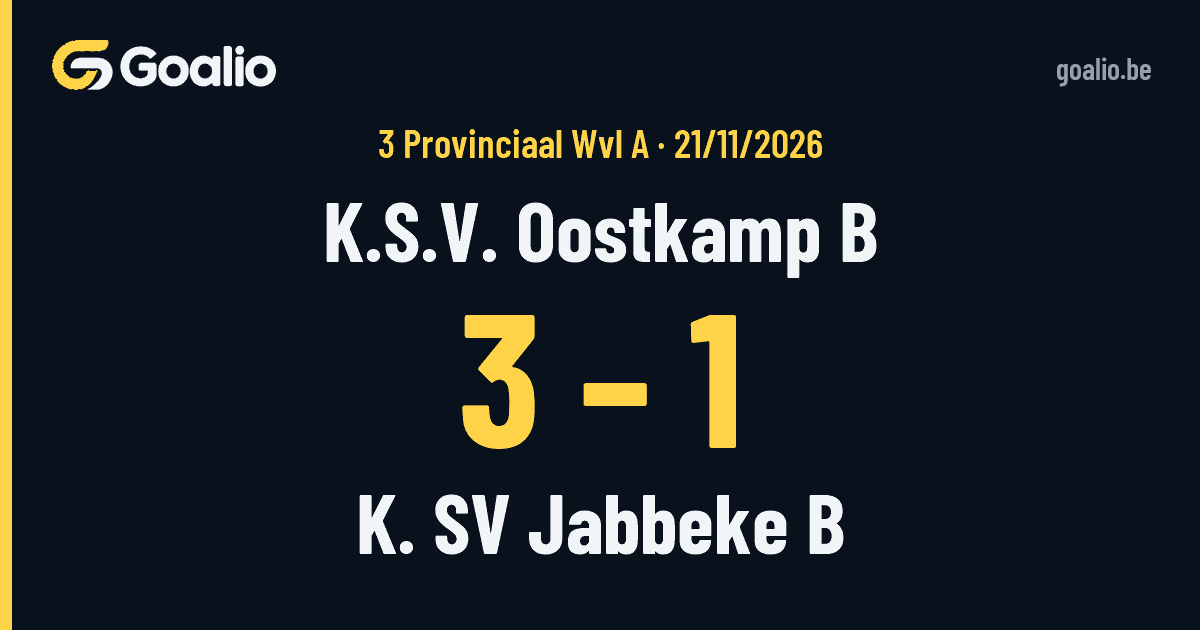 Goalio
goalio.be
3 Provinciaal Wvl A · 21/11/2026
K.S.V. Oostkamp B
3 – 1
K. SV Jabbeke B